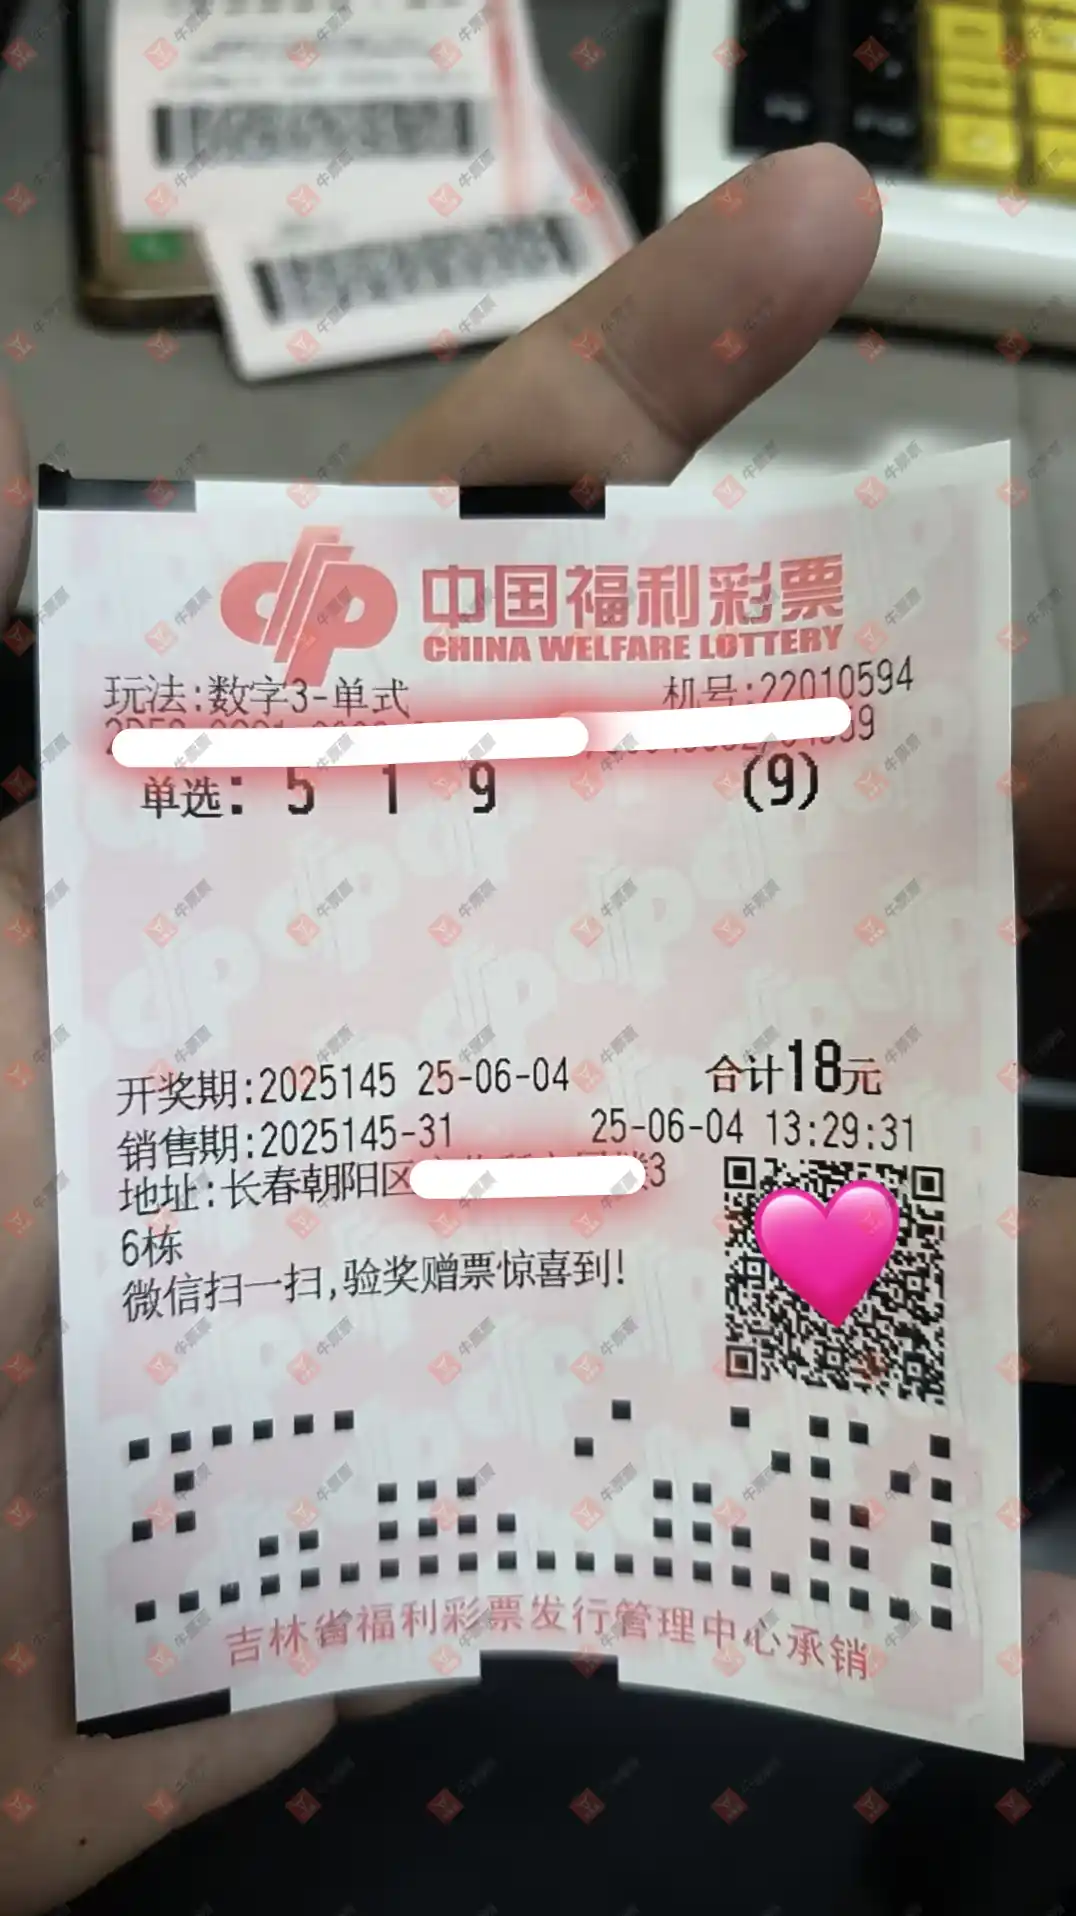 中国福利彩票
CHINA WELFARE LOTTERY
玩法:数字3-单式 机号:22010594
单选: 5 1 9 (9)
开奖期:2025145 25-06-04 合计18元
销售期:2025145-31 25-06-04 13:29:31
地址:长春朝阳区
6栋
微信扫一扫,验奖赠票惊喜到!
吉林省福利彩票发行管理中心承销
牛票票